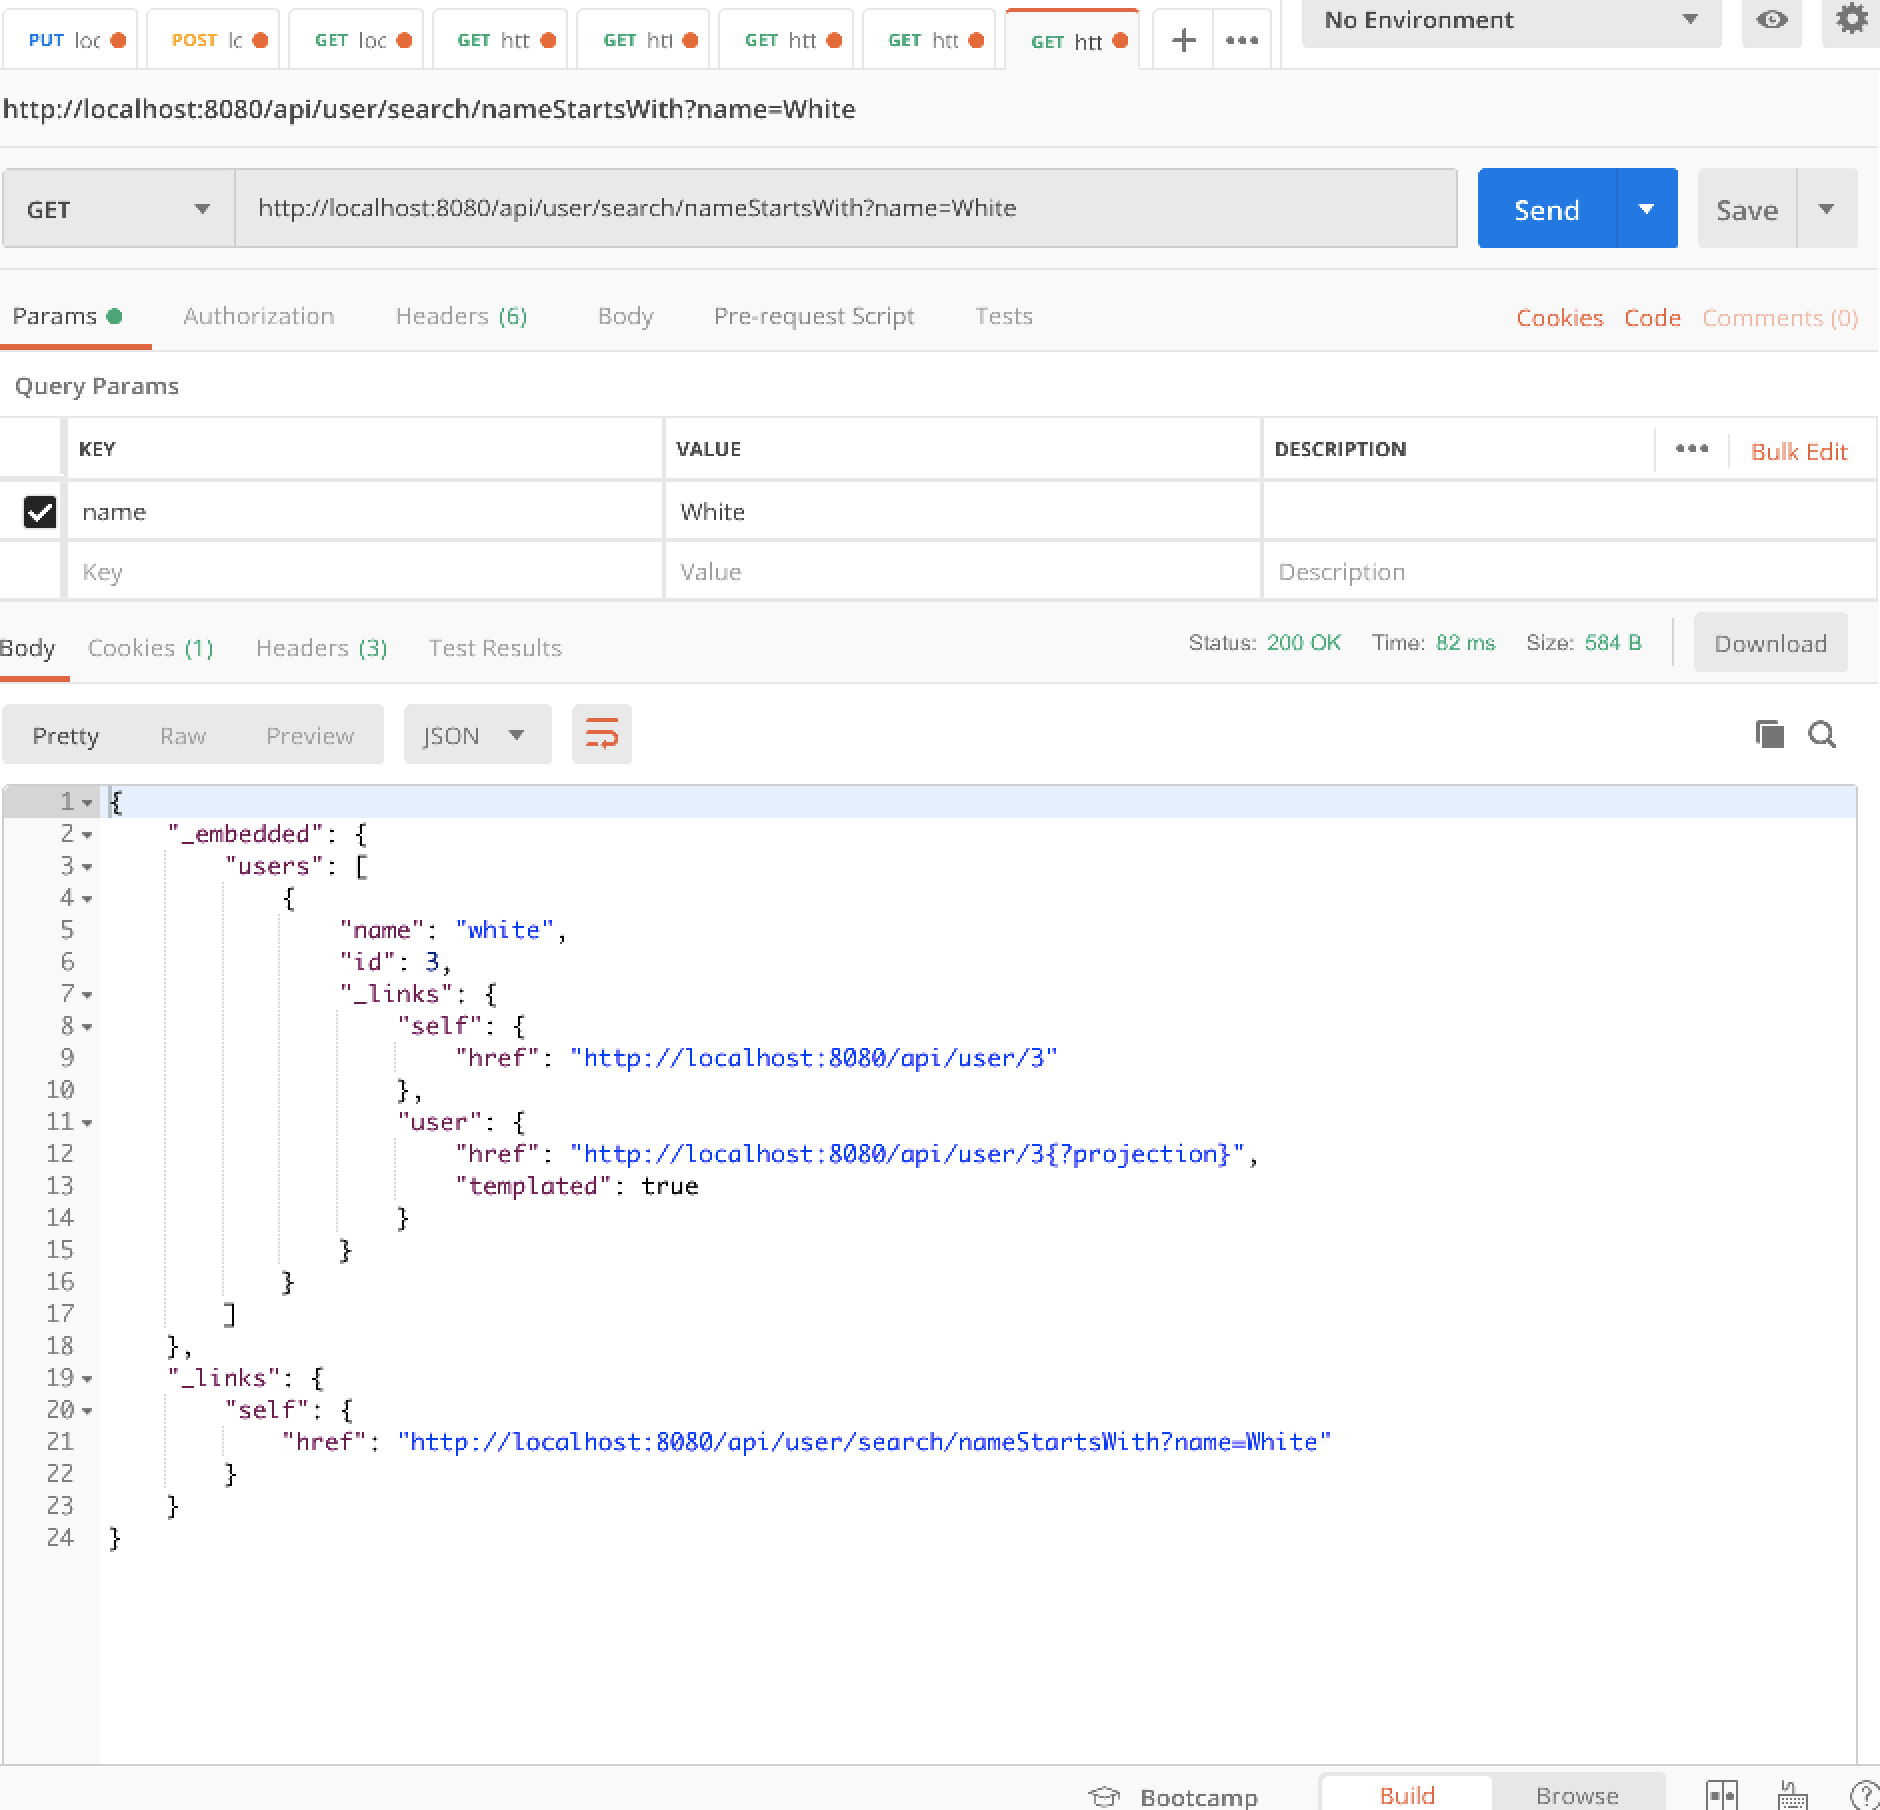 PUT loc POST lc GET loc GET htt GET htl GET htt GET htt GET htt + ••• No Environment
http://localhost:8080/api/user/search/nameStartsWith?name=White
GET http://localhost:8080/api/user/search/nameStartsWith?name=White Send Save
Params Authorization Headers (6) Body Pre-request Script Tests Cookies Code Comments (0)
Query Params
KEY VALUE DESCRIPTION ••• Bulk Edit
name White
Key Value Description
Body Cookies (1) Headers (3) Test Results Status: 200 OK Time: 82 ms Size: 584 B Download
Pretty Raw Preview JSON
1 {
2 "_embedded": {
3 "users": [
4 {
5 "name": "white",
6 "id": 3,
7 "_links": {
8 "self": {
9 "href": "http://localhost:8080/api/user/3"
10 },
11 "user": {
12 "href": "http://localhost:8080/api/user/3{?projection}",
13 "templated": true
14 }
15 }
16 }
17 ]
18 },
19 "_links": {
20 "self": {
21 "href": "http://localhost:8080/api/user/search/nameStartsWith?name=White"
22 }
23 }
24 }
Bootcamp Build Browse